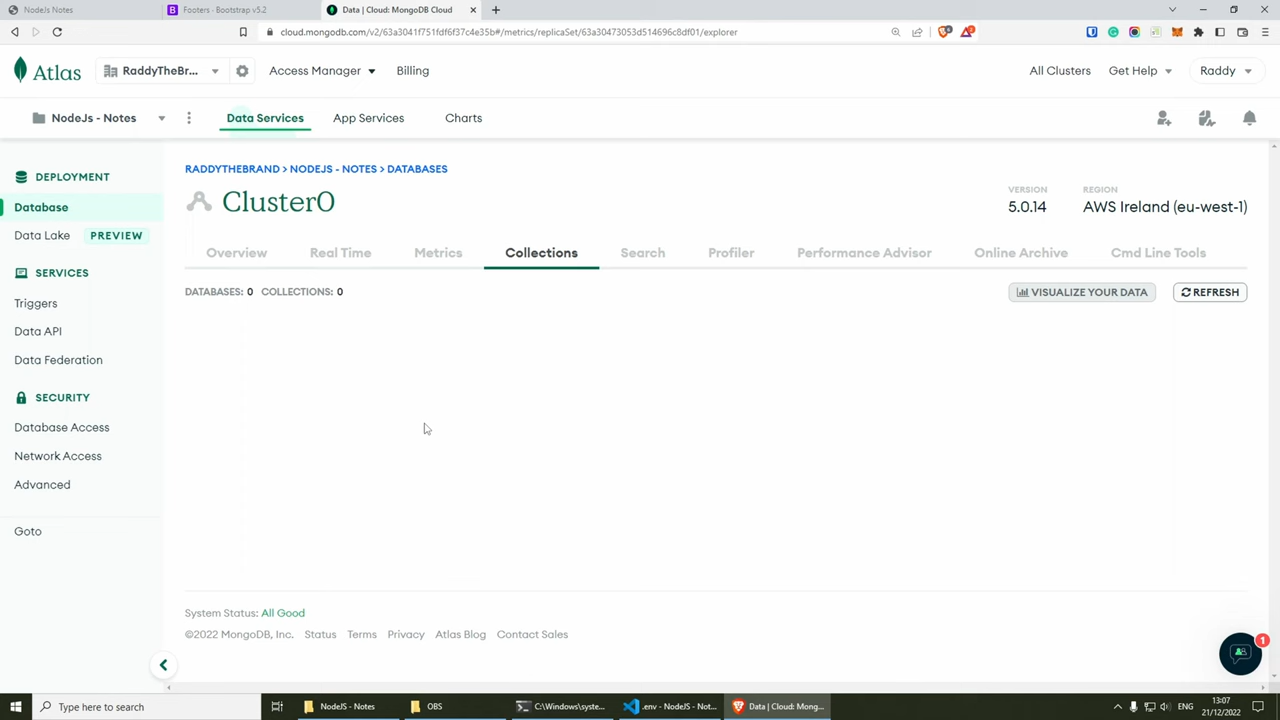 NodeJs Notes
Footers · Bootstrap v5.2
Data | Cloud: MongoDB Cloud
cloud.mongodb.com/v2/63a3041f751fdf6f37c4e35b#/metrics/replicaSet/63a30473053d514696c8df01/explorer
Atlas
RaddyTheBr...
Access Manager
Billing
All Clusters
Get Help
Raddy
NodeJs - Notes
Data Services
App Services
Charts
DEPLOYMENT
Database
Data Lake
PREVIEW
SERVICES
Triggers
Data API
Data Federation
SECURITY
Database Access
Network Access
Advanced
Goto
RADDYTHEBRAND > NODEJS - NOTES > DATABASES
Cluster0
VERSION
5.0.14
REGION
AWS Ireland (eu-west-1)
Overview
Real Time
Metrics
Collections
Search
Profiler
Performance Advisor
Online Archive
Cmd Line Tools
DATABASES: 0 COLLECTIONS: 0
VISUALIZE YOUR DATA
REFRESH
System Status: All Good
©2022 MongoDB, Inc. Status Terms Privacy Atlas Blog Contact Sales
1
Type here to search
NodeJS - Notes
OBS
C:\Windows\syste...
.env - NodeJS - Not...
Data | Cloud: Mong...
ENG
13:07
21/12/2022